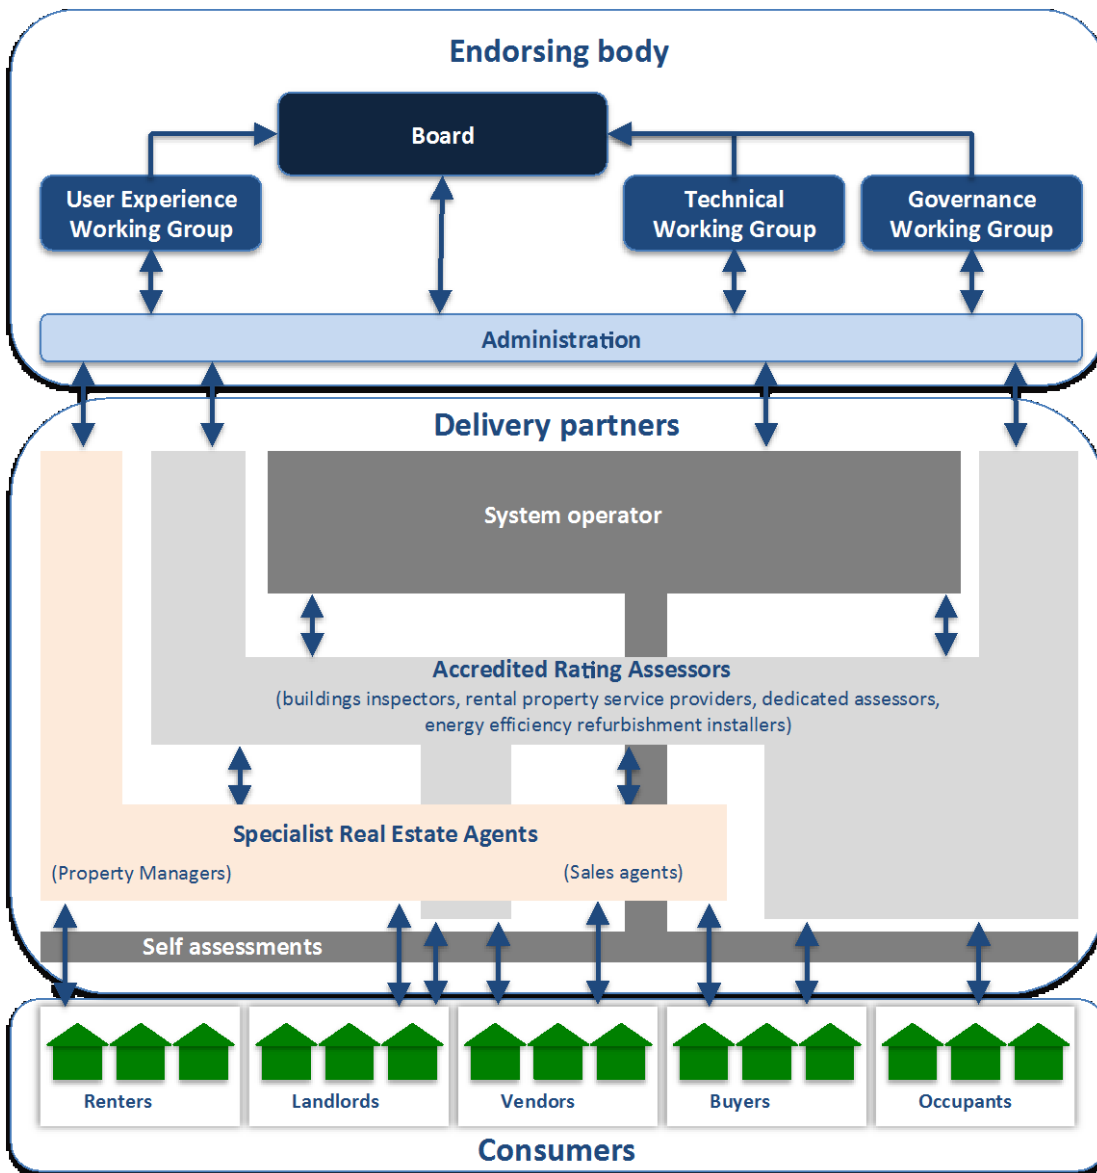 Endorsing body
Board
User Experience
Working Group
Technical
Working Group
Governance
Working Group
Administration
Delivery partners
System operator
Accredited Rating Assessors
(buildings inspectors, rental property service providers, dedicated assessors,
energy efficiency refurbishment installers)
Specialist Real Estate Agents
(Property Managers)
(Sales agents)
Self assessments
Renters
Landlords
Vendors
Buyers
Occupants
Consumers